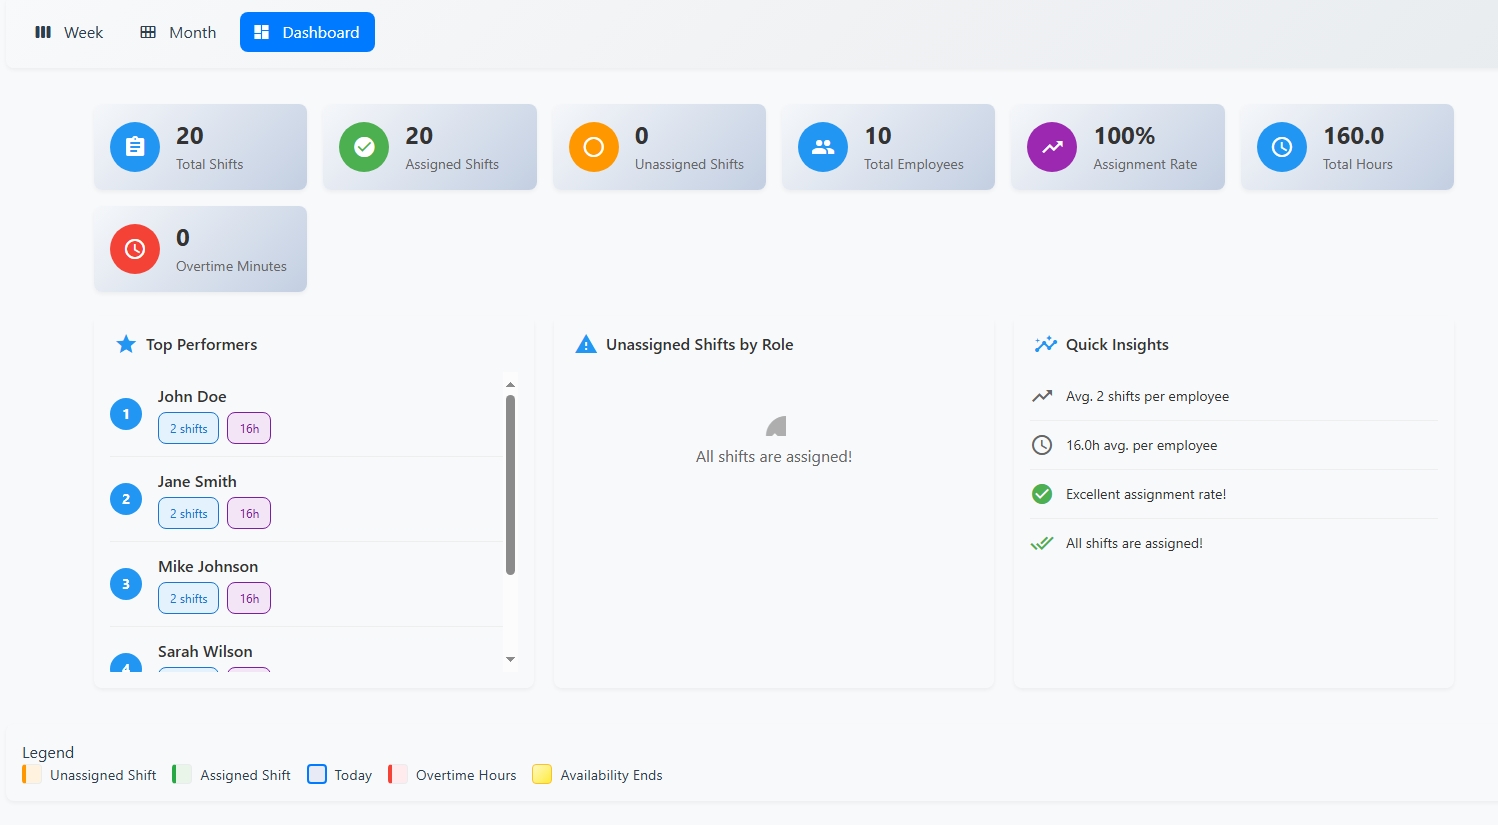 Week
Month
Dashboard
20
Total Shifts
20
Assigned Shifts
0
Unassigned Shifts
10
Total Employees
100%
Assignment Rate
160.0
Total Hours
0
Overtime Minutes
Top Performers
1
John Doe
2 shifts
16h
2
Jane Smith
2 shifts
16h
3
Mike Johnson
2 shifts
16h
4
Sarah Wilson
Unassigned Shifts by Role
All shifts are assigned!
Quick Insights
Avg. 2 shifts per employee
16.0h avg. per employee
Excellent assignment rate!
All shifts are assigned!
Legend
Unassigned Shift
Assigned Shift
Today
Overtime Hours
Availability Ends